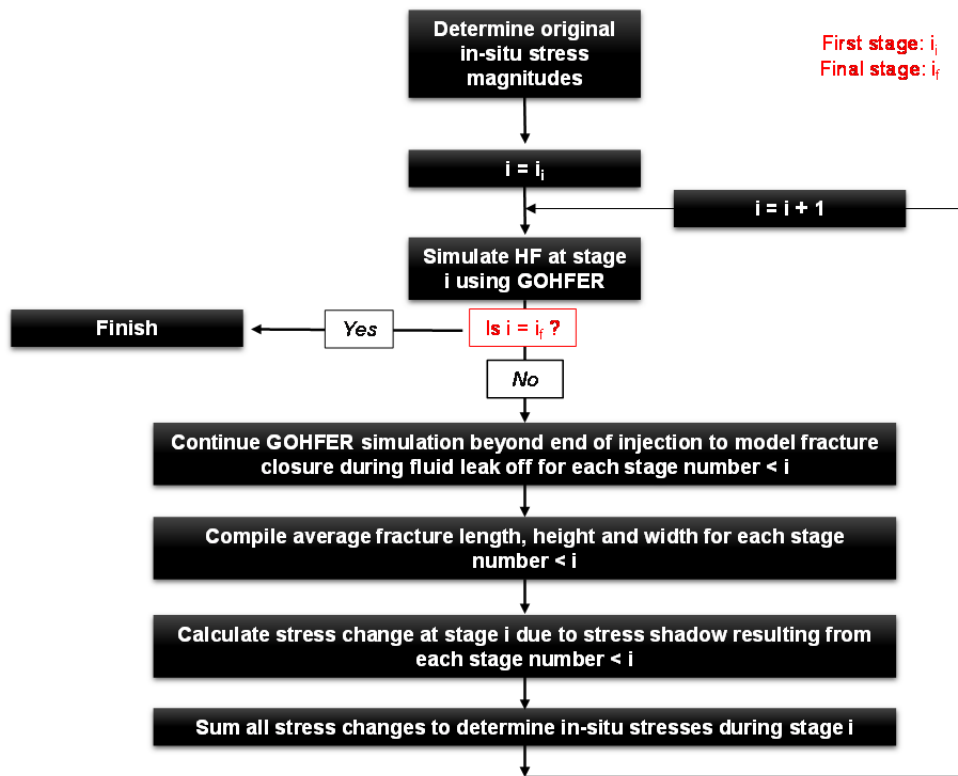 Determine original
in-situ stress
magnitudes
First stage: iᵢ
Final stage: i_f
i = iᵢ
i = i + 1
Simulate HF at stage
i using GOHFER
Finish
Yes
Is i = i_f ?
No
Continue GOHFER simulation beyond end of injection to model fracture
closure during fluid leak off for each stage number < i
Compile average fracture length, height and width for each stage
number < i
Calculate stress change at stage i due to stress shadow resulting from
each stage number < i
Sum all stress changes to determine in-situ stresses during stage i